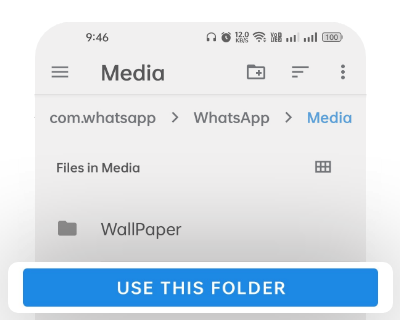 9:46 12.0 KB/S 100
Media
com.whatsapp > WhatsApp > Media
Files in Media
WallPaper
USE THIS FOLDER